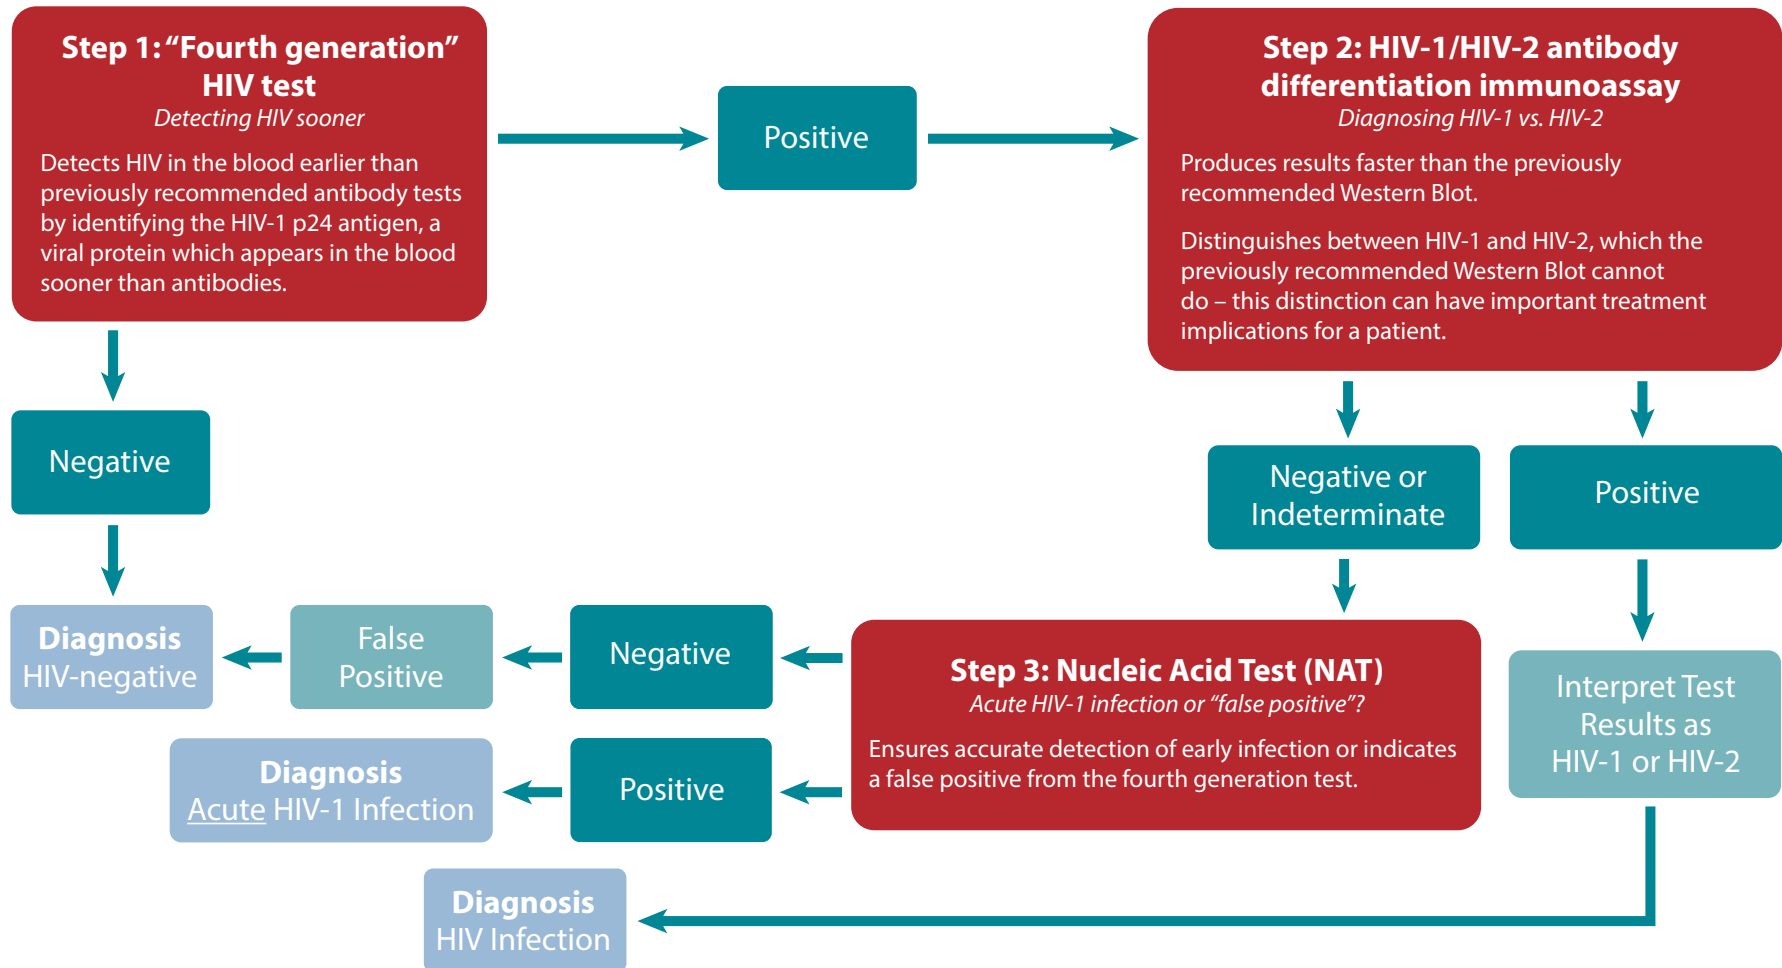 Step 1: “Fourth generation”
HIV test
Detecting HIV sooner
Detects HIV in the blood earlier than
previously recommended antibody tests
by identifying the HIV-1 p24 antigen, a
viral protein which appears in the blood
sooner than antibodies.
Positive
Step 2: HIV-1/HIV-2 antibody
differentiation immunoassay
Diagnosing HIV-1 vs. HIV-2
Produces results faster than the previously
recommended Western Blot.
Distinguishes between HIV-1 and HIV-2, which the
previously recommended Western Blot cannot
do – this distinction can have important treatment
implications for a patient.
Negative
Negative or
Indeterminate
Positive
Diagnosis
HIV-negative
False
Positive
Negative
Step 3: Nucleic Acid Test (NAT)
Acute HIV-1 infection or “false positive”?
Ensures accurate detection of early infection or indicates
a false positive from the fourth generation test.
Interpret Test
Results as
HIV-1 or HIV-2
Diagnosis
Acute HIV-1 Infection
Positive
Diagnosis
HIV Infection